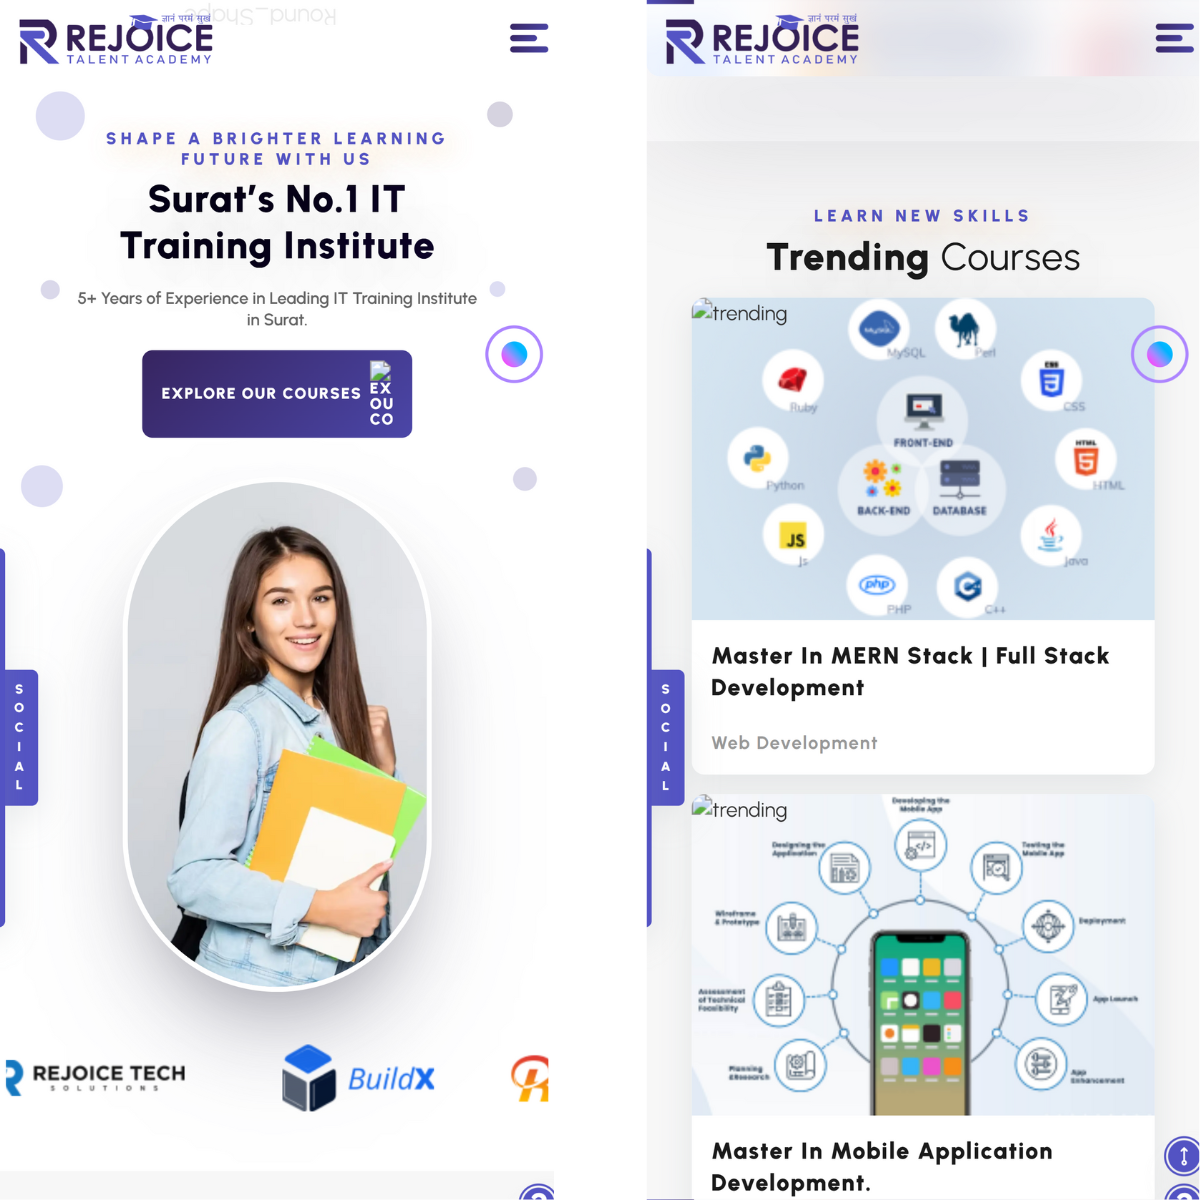 Round_Shape
ज्ञानं परमं सुखं
REJOICE
TALENT ACADEMY
SHAPE A BRIGHTER LEARNING
FUTURE WITH US
Surat's No.1 IT
Training Institute
5+ Years of Experience in Leading IT Training Institute
in Surat.
EXPLORE OUR COURSES
EX
OU
CO
SOCIAL
REJOICE TECH
SOLUTIONS
BuildX
ज्ञानं परमं सुखं
REJOICE
TALENT ACADEMY
LEARN NEW SKILLS
Trending Courses
trending
MySQL
MySQL
Perl
Ruby
CSS
CSS
FRONT-END
Python
HTML
5
HTML
BACK-END
DATABASE
JS
Js
Java
php
PHP
C++
Master In MERN Stack | Full Stack
Development
Web Development
SOCIAL
trending
Developing the
Mobile App
Designing the
Application
Testing the
Mobile App
Wireframe
& Prototype
Deployment
Assessment
of Technical
Feasibility
App Launch
Planning
& Research
App
Enhancement
Master In Mobile Application
Development.